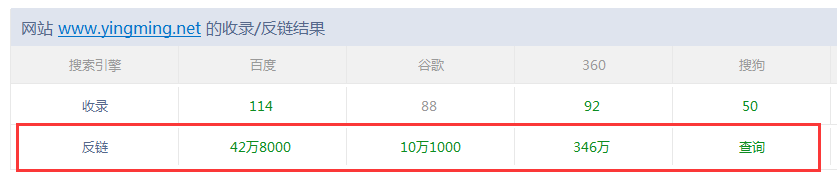 网站 www.yingming.net 的收录/反链结果
搜索引擎 百度 谷歌 360 搜狗
收录 114 88 92 50
反链 42万8000 10万1000 346万 查询